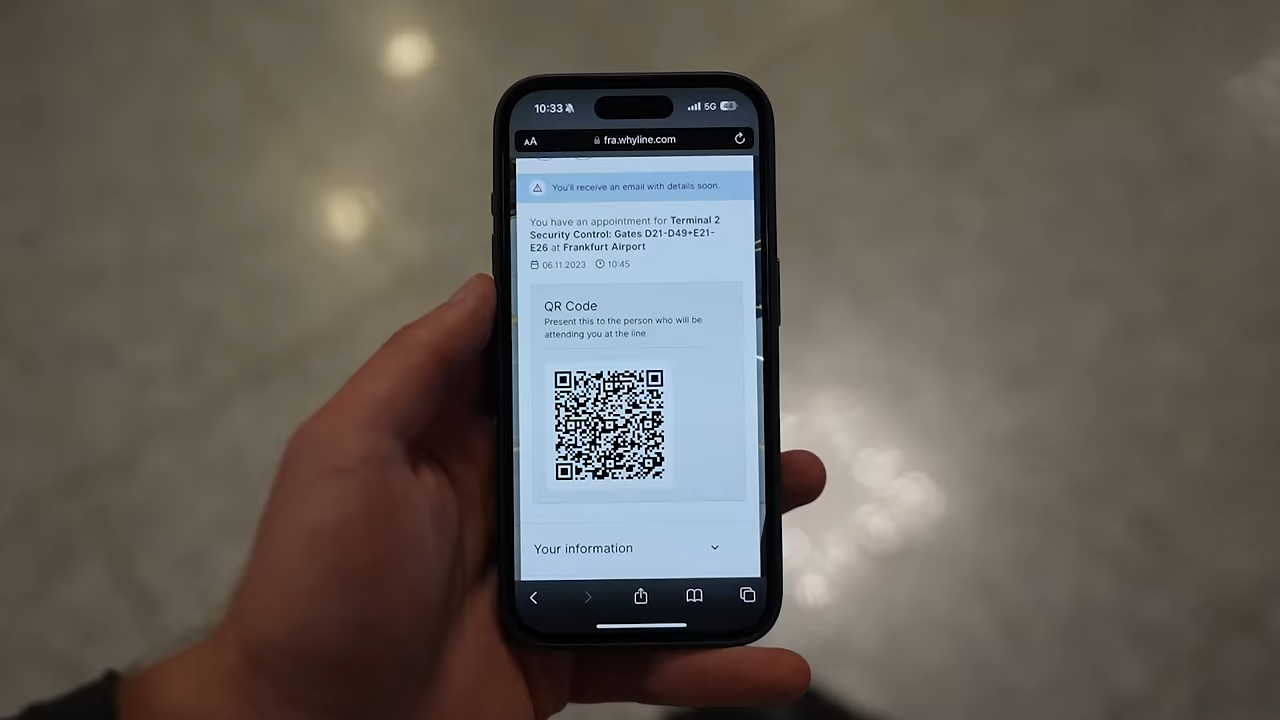 10:33 5G 48
AA fra.whyline.com
You'll receive an email with details soon.
You have an appointment for Terminal 2
Security Control: Gates D21-D49+E21-
E26 at Frankfurt Airport
06.11.2023 10:45
QR Code
Present this to the person who will be
attending you at the line.
Your information